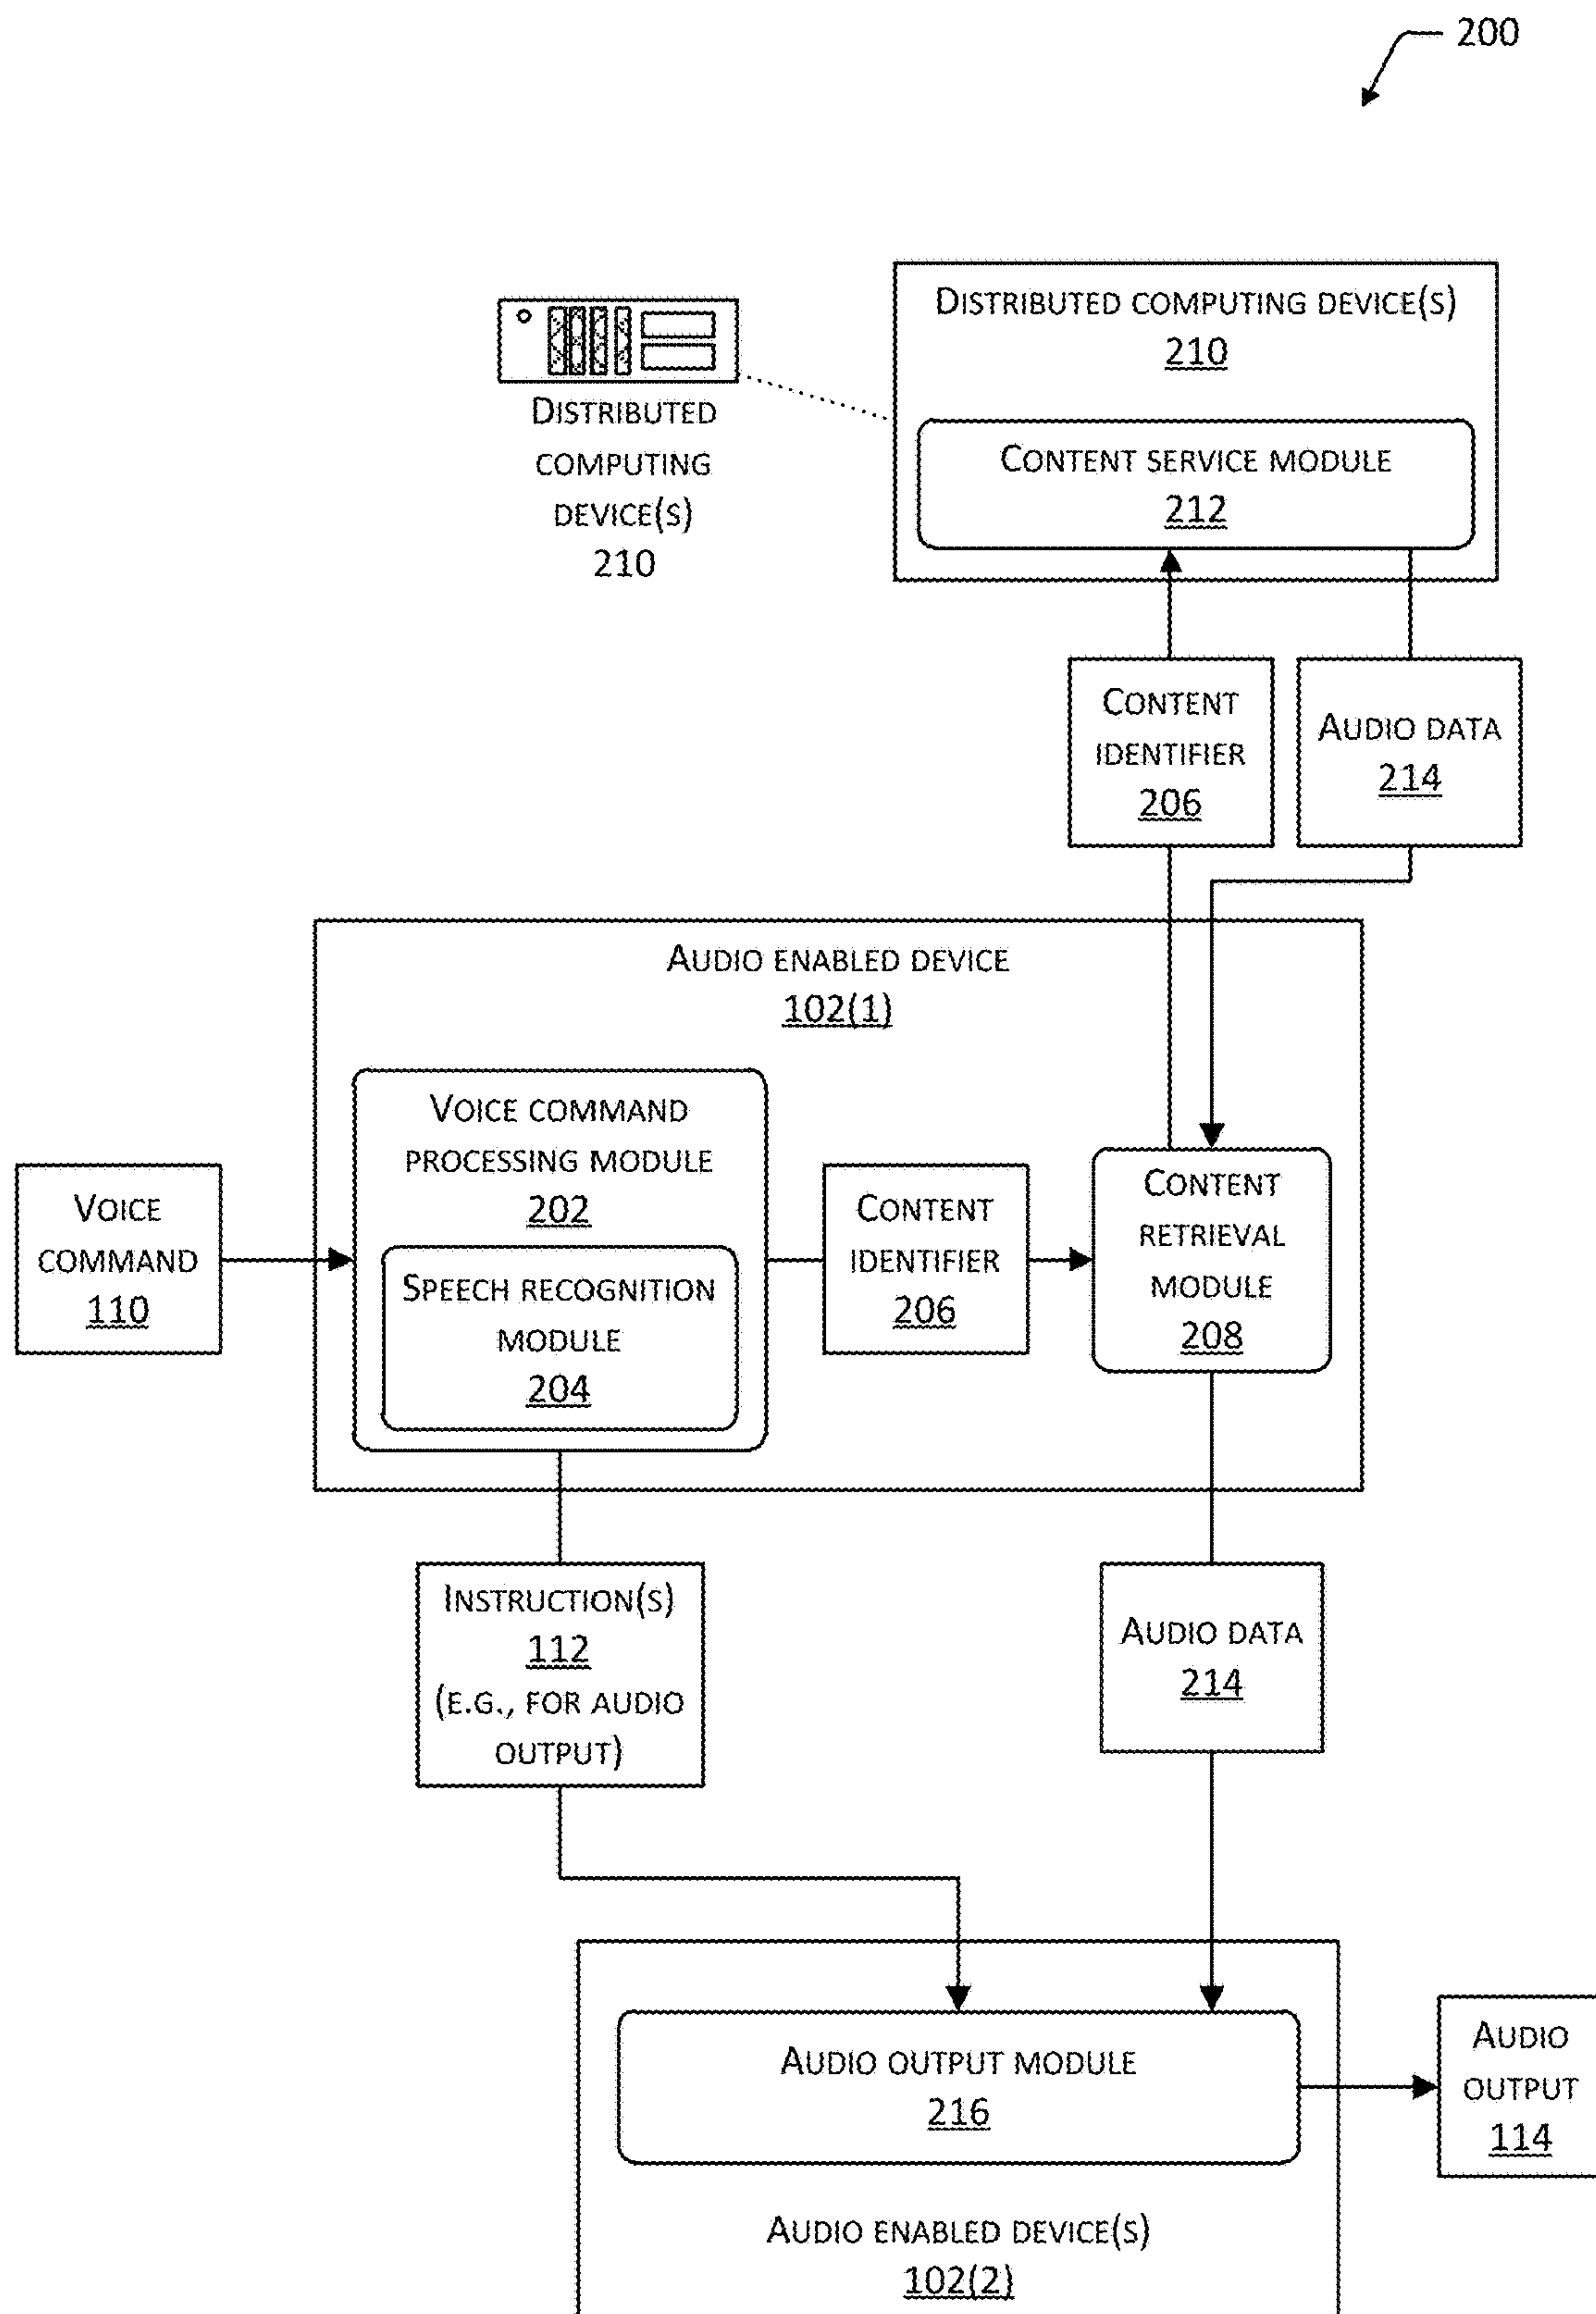 200
DISTRIBUTED COMPUTING DEVICE(S)
210
CONTENT SERVICE MODULE
212
DISTRIBUTED
COMPUTING
DEVICE(S)
210
CONTENT
IDENTIFIER
206
AUDIO DATA
214
AUDIO ENABLED DEVICE
102(1)
VOICE COMMAND
PROCESSING MODULE
202
SPEECH RECOGNITION
MODULE
204
VOICE
COMMAND
110
CONTENT
IDENTIFIER
206
CONTENT
RETRIEVAL
MODULE
208
INSTRUCTION(S)
112
(E.G., FOR AUDIO
OUTPUT)
AUDIO DATA
214
AUDIO OUTPUT MODULE
216
AUDIO
OUTPUT
114
AUDIO ENABLED DEVICE(S)
102(2)